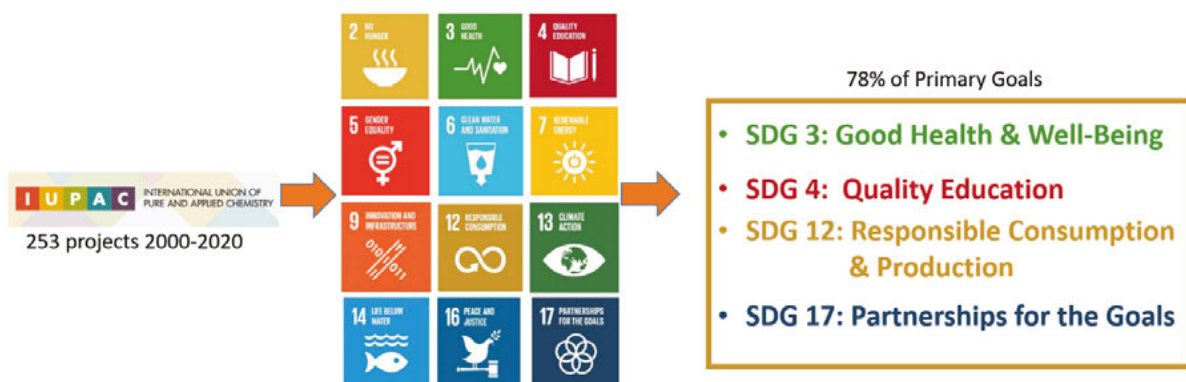 2 NO
HUNGER
3 GOOD
HEALTH
4 QUALITY
EDUCATION
5 GENDER
EQUALITY
6 CLEAN WATER
AND SANITATION
7 RENEWABLE
ENERGY
I U P A C
INTERNATIONAL UNION OF
PURE AND APPLIED CHEMISTRY
253 projects 2000-2020
9 INNOVATION AND
INFRASTRUCTURE
12 RESPONSIBLE
CONSUMPTION
13 CLIMATE
ACTION
14 LIFE BELOW
WATER
16 PEACE AND
JUSTICE
17 PARTNERSHIPS
FOR THE GOALS
78% of Primary Goals
• SDG 3: Good Health & Well-Being
• SDG 4: Quality Education
• SDG 12: Responsible Consumption
& Production
• SDG 17: Partnerships for the Goals